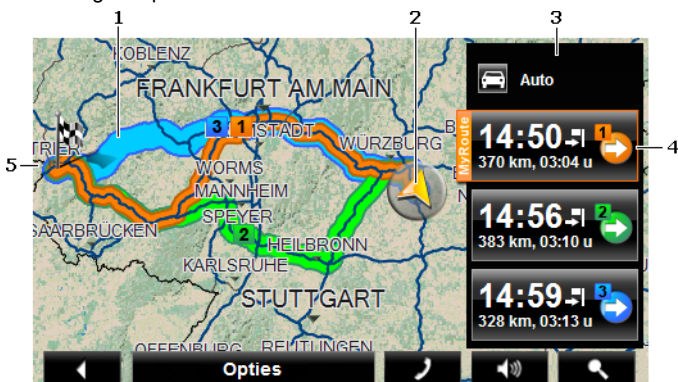 1
2
3
KOBLENZ
FRANKFURT AM MAIN
Auto
3 1
STADT
WÜRZBURG
MyRoute
14:50
1
370 km, 03:04 u
4
5
TRIER
WORMS
MANNHEIM
SPEYER
SAARBRÜCKEN
2
HEILBRONN
KARLSRUHE
14:56
2
383 km, 03:10 u
STUTTGART
14:59
3
328 km, 03:13 u
OFFENBURG
REUTLINGEN
Opties